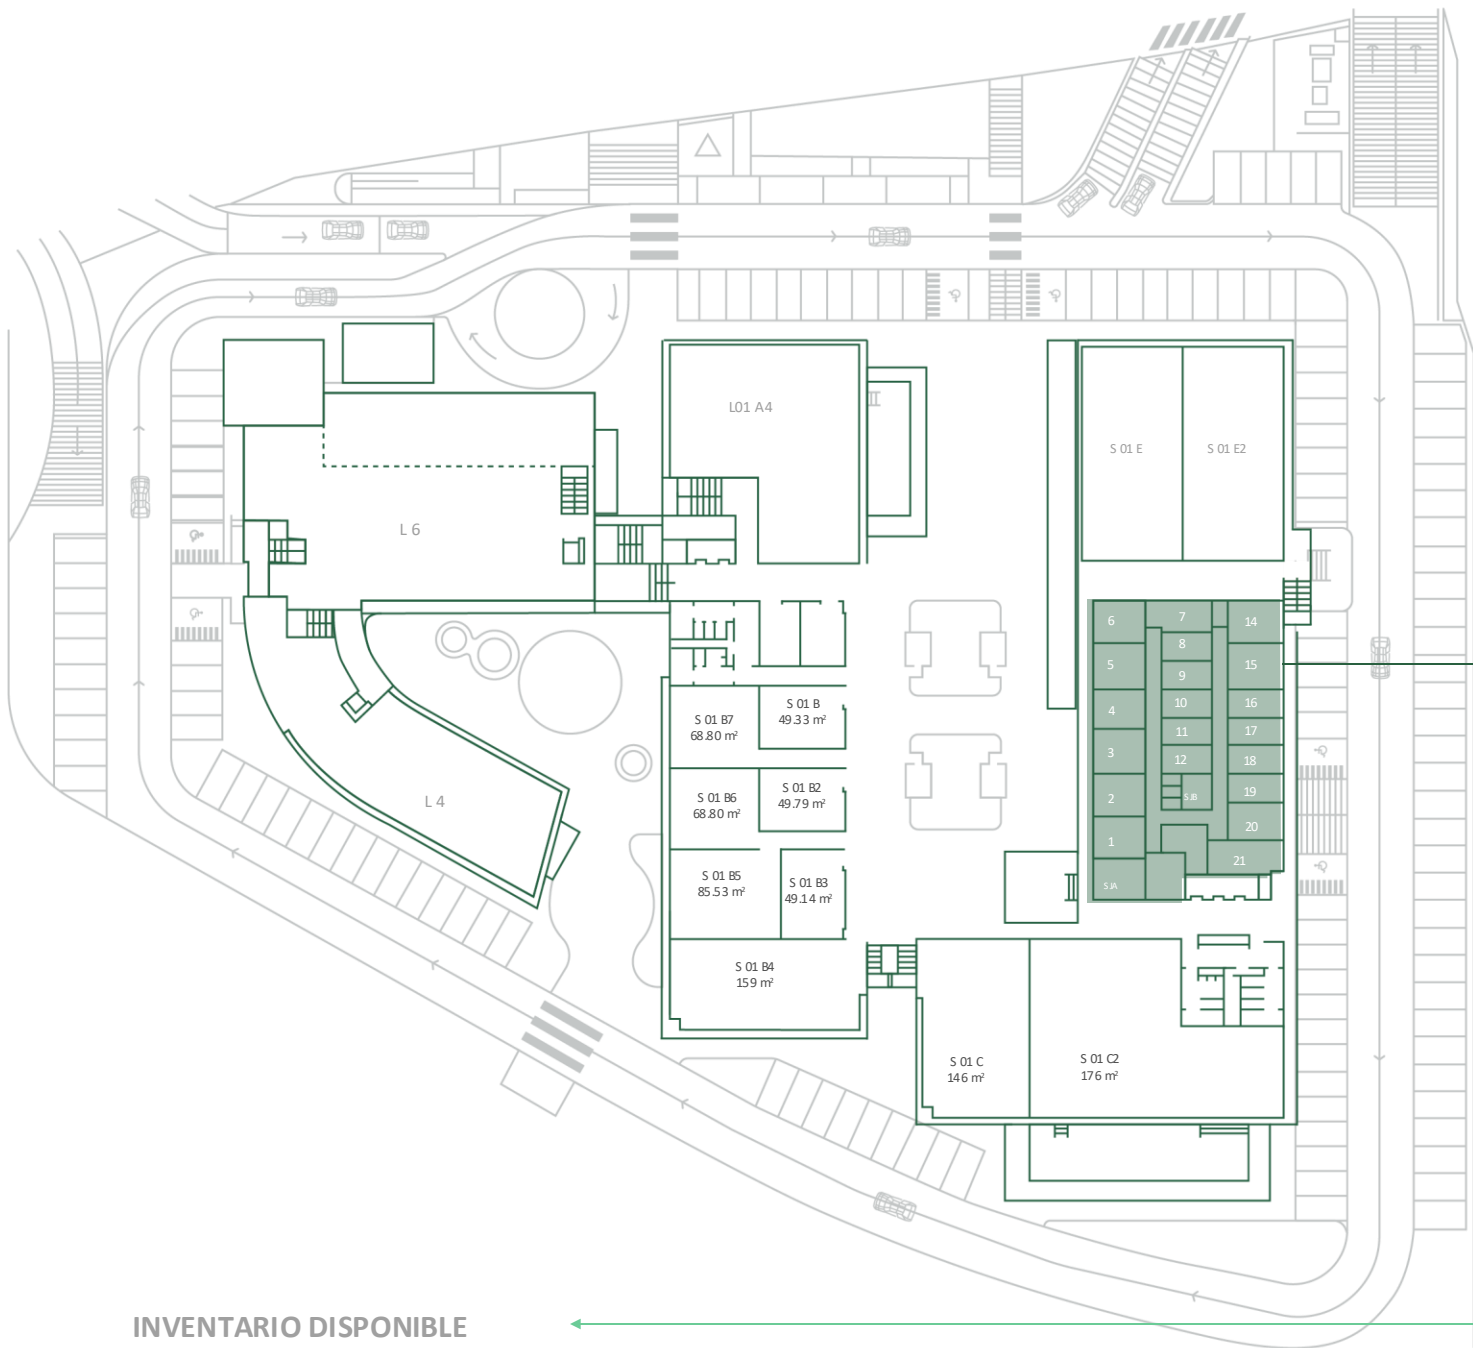 L01 A4
S 01 E
S 01 E2
L 6
6
7
14
8
5
15
9
4
10
16
11
17
3
12
18
2
SJB
19
1
20
21
SJA
S 01 B7
68.80 m²
S 01 B
49.33 m²
S 01 B6
68.80 m²
S 01 B2
49.79 m²
L 4
S 01 B5
85.53 m²
S 01 B3
49.14 m²
S 01 B4
159 m²
S 01 C
146 m²
S 01 C2
176 m²
INVENTARIO DISPONIBLE